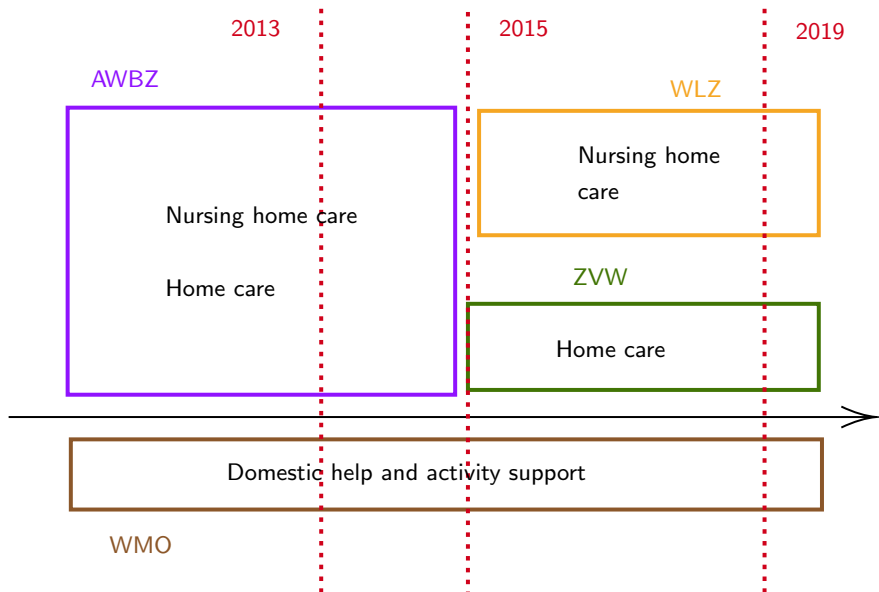 2013
2015
2019
AWBZ
WLZ
Nursing home
care
Nursing home care
ZVW
Home care
Home care
Domestic help and activity support
WMO